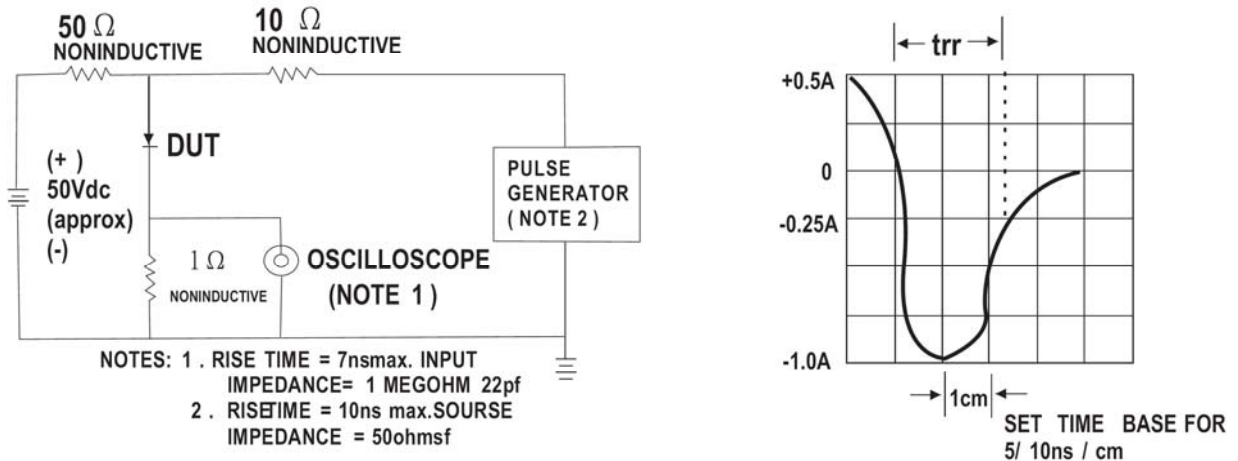 50 Ω
NONINDUCTIVE
10 Ω
NONINDUCTIVE
DUT
(+ )
50Vdc
(approx)
(-)
PULSE
GENERATOR
( NOTE 2 )
1 Ω
NONINDUCTIVE
OSCILLOSCOPE
(NOTE 1 )
NOTES: 1 . RISE TIME = 7nsmax. INPUT
IMPEDANCE= 1 MEGOHM 22pf
2 . RISETIME = 10ns max.SOURSE
IMPEDANCE = 50ohmsf
trr
+0.5A
0
-0.25A
-1.0A
1cm
SET TIME BASE FOR
5/ 10ns / cm